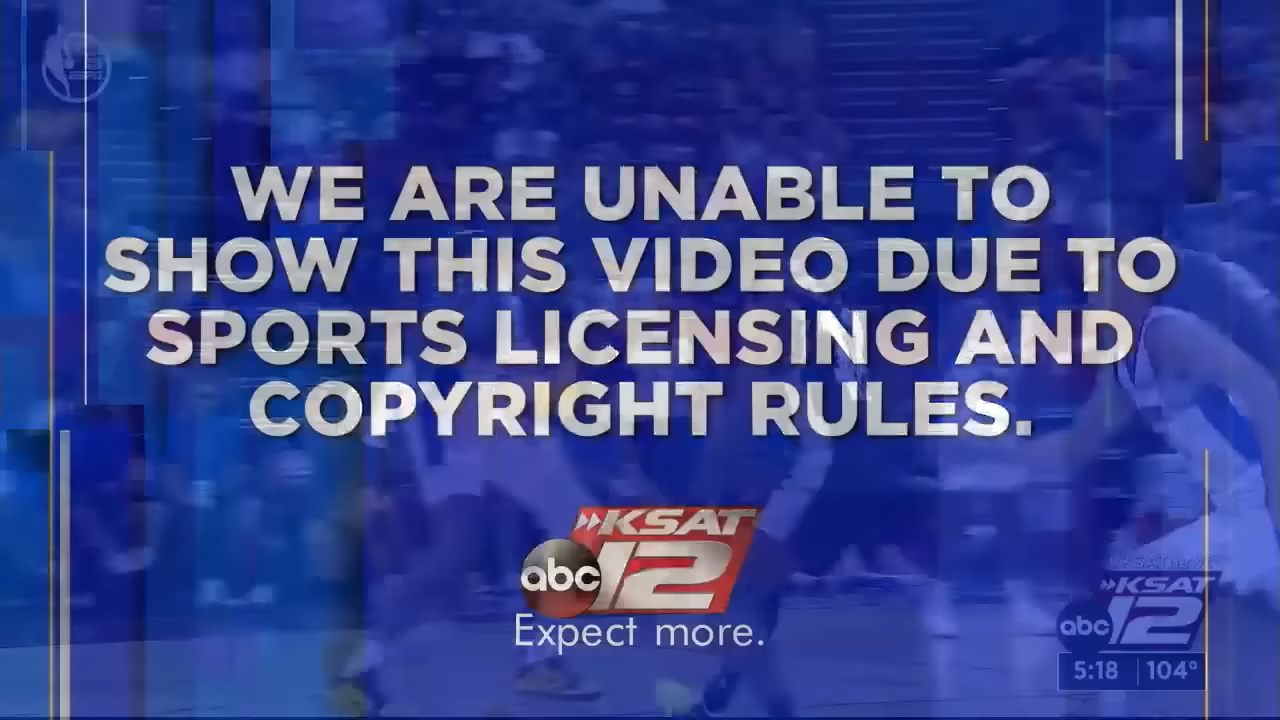 WE ARE UNABLE TO
SHOW THIS VIDEO DUE TO
SPORTS LICENSING AND
COPYRIGHT RULES.
KSAT
abc 12
Expect more.
KSAT
abc 12
5:18 104°